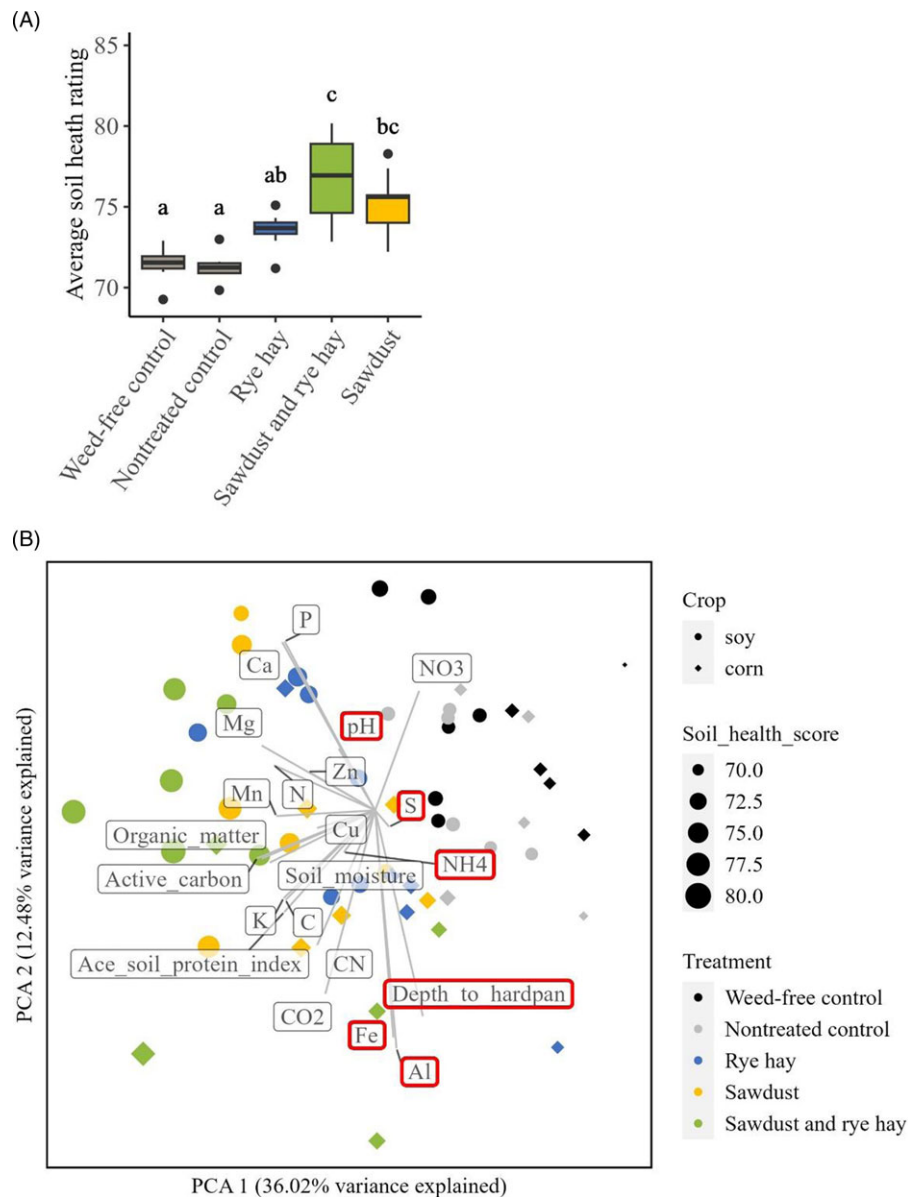 (A)
Average soil heath rating
85
80
75
70
a
a
ab
c
bc
Weed-free control
Nontreated control
Rye hay
Sawdust and rye hay
Sawdust
(B)
PCA 2 (12.48% variance explained)
P
Ca
NO3
Mg
pH
Zn
Mn
N
S
Organic_matter
Cu
NH4
Active_carbon
Soil_moisture
K
C
Ace_soil_protein_index
CN
Depth_to_hardpan
CO2
Fe
Al
PCA 1 (36.02% variance explained)
Crop
soy
corn
Soil_health_score
70.0
72.5
75.0
77.5
80.0
Treatment
Weed-free control
Nontreated control
Rye hay
Sawdust
Sawdust and rye hay